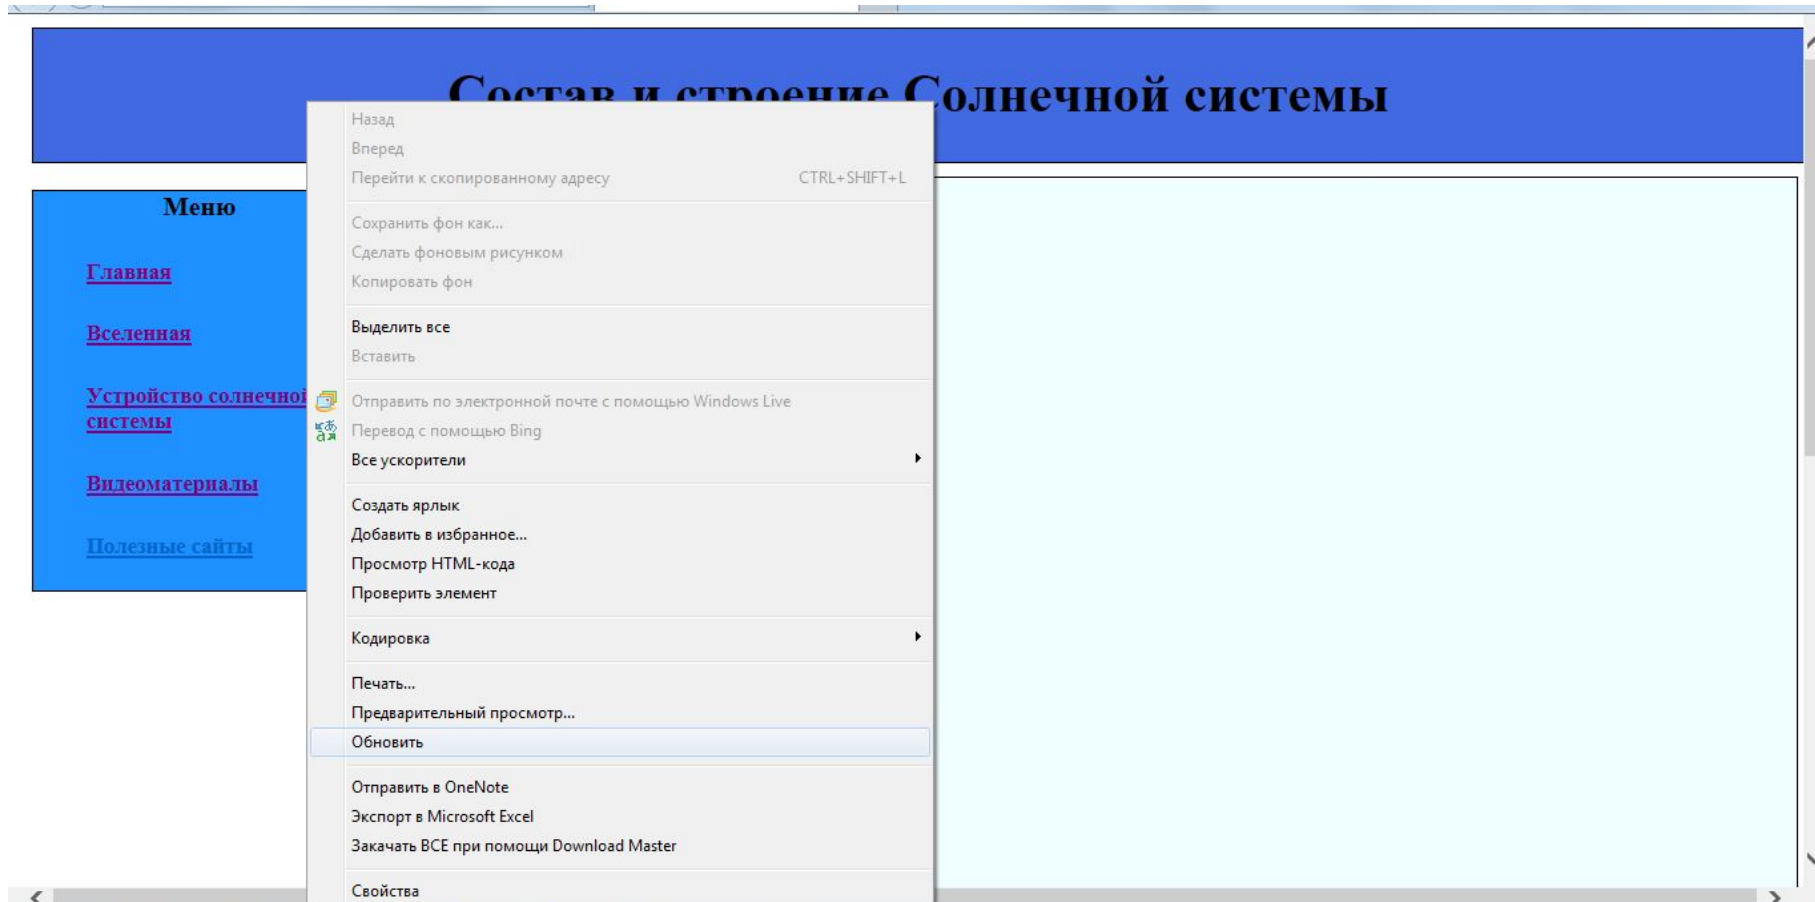 Состав и строение Солнечной системы
Меню
Главная
Вселенная
Устройство солнечной
системы
Видеоматериалы
Полезные сайты
Назад
Вперед
Перейти к скопированному адресу CTRL+SHIFT+L
Сохранить фон как...
Сделать фоновым рисунком
Копировать фон
Выделить все
Вставить
Отправить по электронной почте с помощью Windows Live
Перевод с помощью Bing
Все ускорители
Создать ярлык
Добавить в избранное...
Просмотр HTML-кода
Проверить элемент
Кодировка
Печать...
Предварительный просмотр...
Обновить
Отправить в OneNote
Экспорт в Microsoft Excel
Закачать ВСЕ при помощи Download Master
Свойства